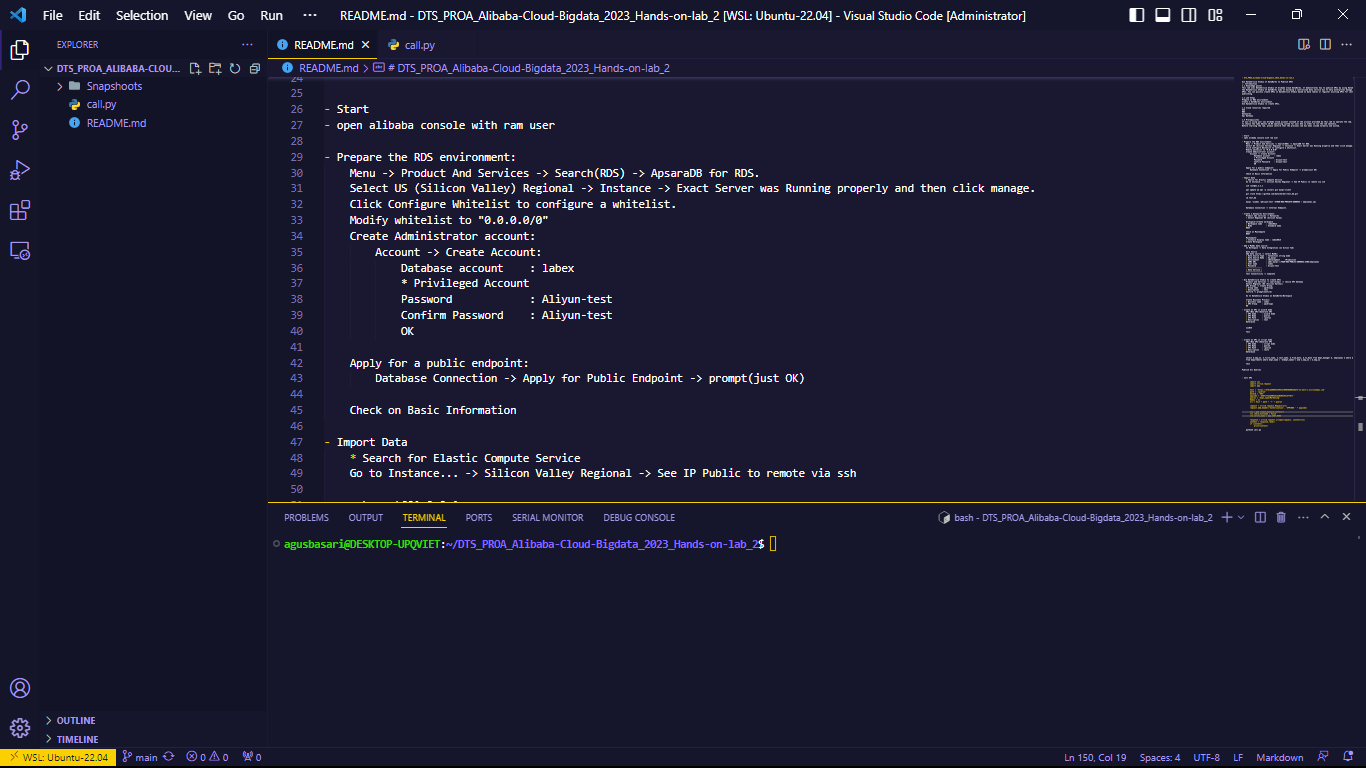 File Edit Selection View Go Run ··· README.md - DTS_PROA_Alibaba-Cloud-Bigdata_2023_Hands-on-lab_2 [WSL: Ubuntu-22.04] - Visual Studio Code [Administrator]
EXPLORER ···
DTS_PROA_ALIBABA-CLOU...
Snapshoots
call.py
README.md
OUTLINE
TIMELINE
README.md call.py
README.md > # DTS_PROA_Alibaba-Cloud-Bigdata_2023_Hands-on-lab_2
24
25
26 - Start
27 - open alibaba console with ram user
28
29 - Prepare the RDS environment:
30 Menu -> Product And Services -> Search(RDS) -> ApsaraDB for RDS.
31 Select US (Silicon Valley) Regional -> Instance -> Exact Server was Running properly and then click manage.
32 Click Configure Whitelist to configure a whitelist.
33 Modify whitelist to "0.0.0.0/0"
34 Create Administrator account:
35 Account -> Create Account:
36 Database account : labex
37 * Privileged Account
38 Password : Aliyun-test
39 Confirm Password : Aliyun-test
40 OK
41
42 Apply for a public endpoint:
43 Database Connection -> Apply for Public Endpoint -> prompt(just OK)
44
45 Check on Basic Information
46
47 - Import Data
48 * Search for Elastic Compute Service
49 Go to Instance... -> Silicon Valley Regional -> See IP Public to remote via ssh
50
PROBLEMS OUTPUT TERMINAL PORTS SERIAL MONITOR DEBUG CONSOLE bash - DTS_PROA_Alibaba-Cloud-Bigdata_2023_Hands-on-lab_2
agusbasari@DESKTOP-UPQVIET:~/DTS_PROA_Alibaba-Cloud-Bigdata_2023_Hands-on-lab_2$
WSL: Ubuntu-22.04 main 0 0 0 Ln 150, Col 19 Spaces: 4 UTF-8 LF Markdown